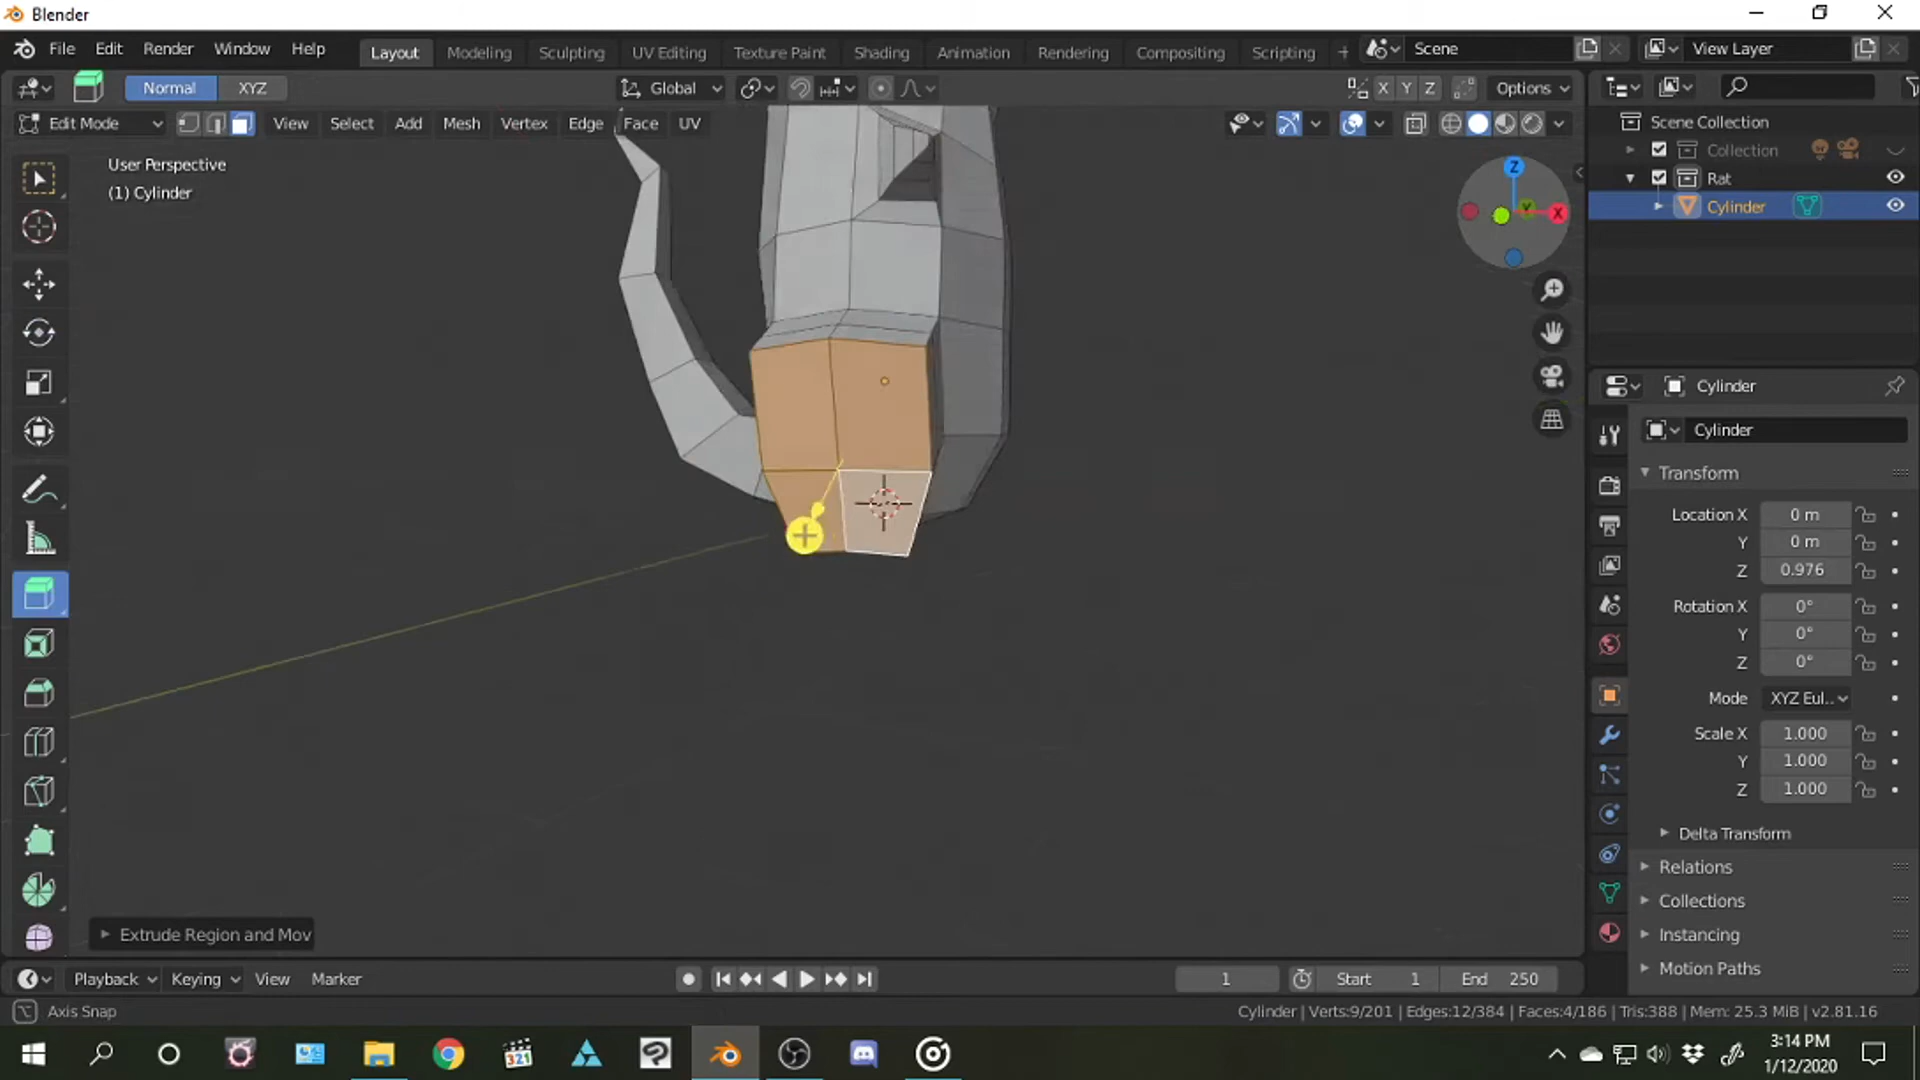 Blender
File Edit Render Window Help Layout Modeling Sculpting UV Editing Texture Paint Shading Animation Rendering Compositing Scripting + Scene View Layer
Normal XYZ Global X Y Z Options
Edit Mode View Select Add Mesh Vertex Edge Face UV
Scene Collection
Collection
Rat
Cylinder
User Perspective
(1) Cylinder
Z
Y
X
Cylinder
Cylinder
Transform
Location X 0 m
Y 0 m
Z 0.976
Rotation X 0°
Y 0°
Z 0°
Mode XYZ Eul..
Scale X 1.000
Y 1.000
Z 1.000
Delta Transform
Relations
Collections
Instancing
Motion Paths
Extrude Region and Mov
Playback Keying View Marker 1 Start 1 End 250
Axis Snap Cylinder | Verts:9/201 | Edges:12/384 | Faces:4/186 | Tris:388 | Mem: 25.3 MiB | v2.81.16
321
3:14 PM
1/12/2020